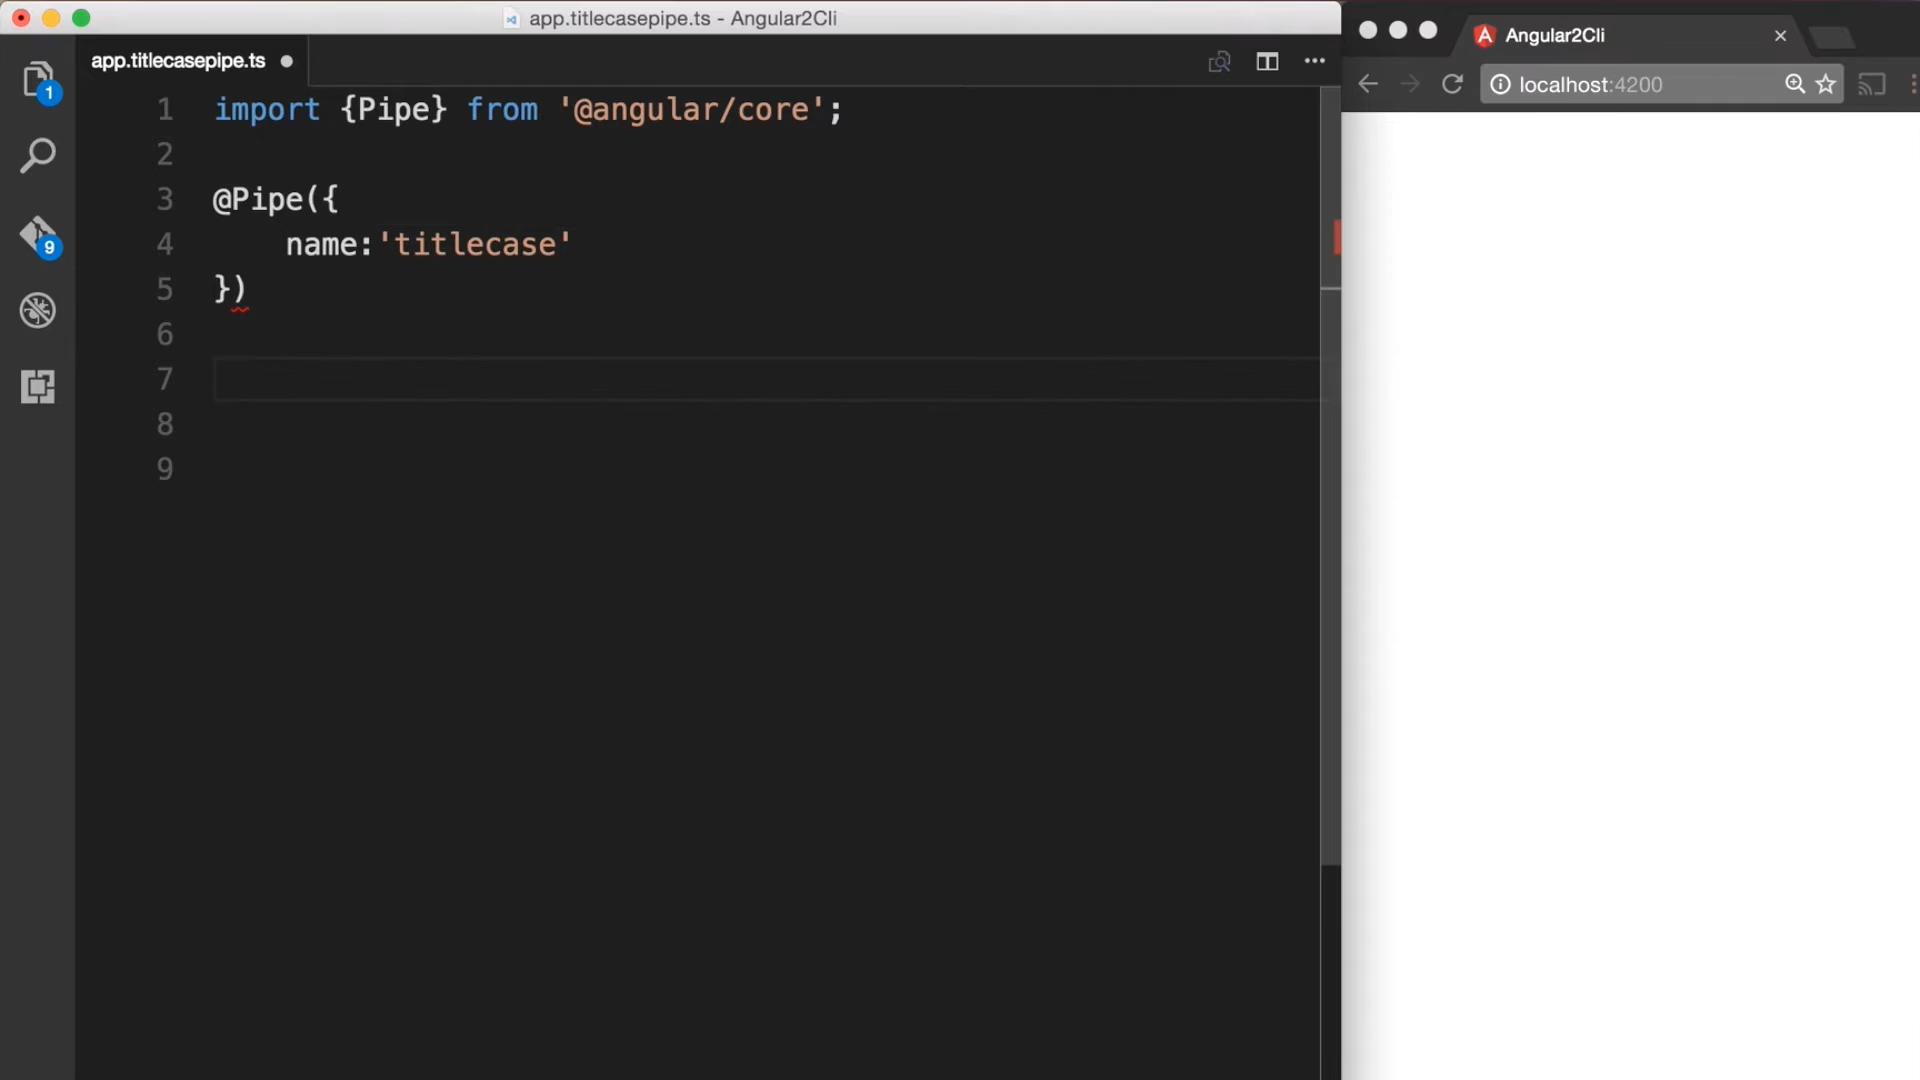 app.titlecasepipe.ts - Angular2Cli
Angular2Cli
app.titlecasepipe.ts
localhost:4200
1
9
1 import {Pipe} from '@angular/core';
2
3 @Pipe({
4 name:'titlecase'
5 })
6
7
8
9